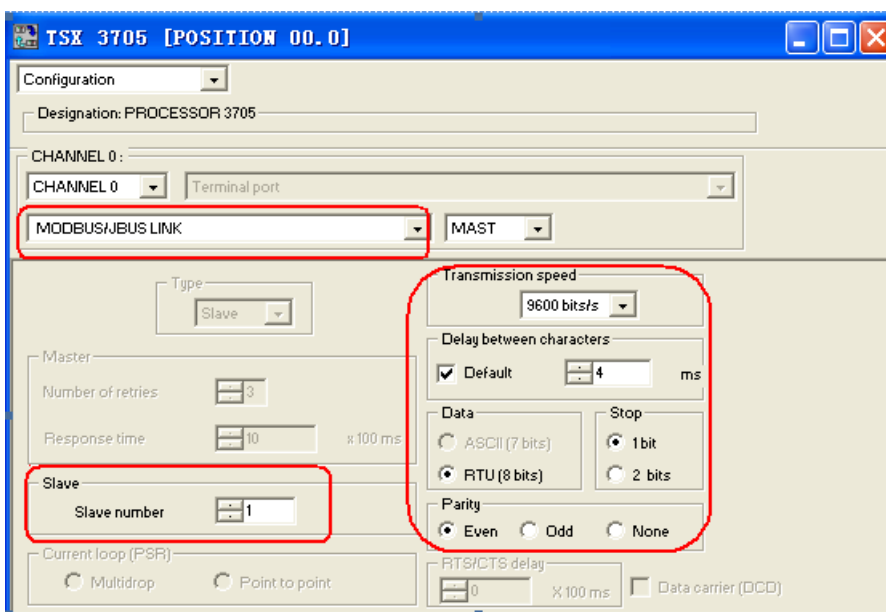 TSX 3705 [POSITION 00.0]
Configuration
Designation: PROCESSOR 3705
CHANNEL 0 :
CHANNEL 0 Terminal port
MODBUS/JBUS LINK MAST
Type
Slave
Master
Number of retries 3
Response time 10 x 100 ms
Slave
Slave number 1
Current loop (PSR)
Multidrop Point to point
Transmission speed
9600 bits/s
Delay between characters
Default 4 ms
Data
ASCII (7 bits)
RTU (8 bits)
Stop
1 bit
2 bits
Parity
Even Odd None
RTS/CTS delay
0 X 100 ms Data carrier (DCD)